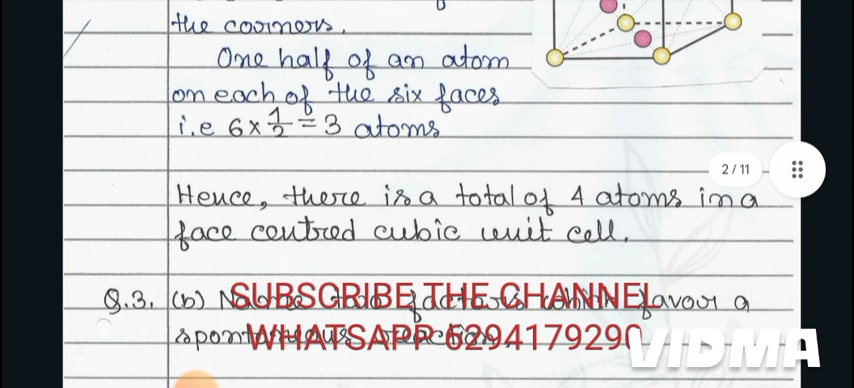 the corners.
One half of an atom
on each of the six faces
i.e 6 × 1/2 = 3 atoms
2 / 11
Hence, there is a total of 4 atoms in a
face centred cubic unit cell.
Q.3. (b) favour a
SUBSCRIBE THE CHANNEL
WHATSAPP 6294179290
VIDMA